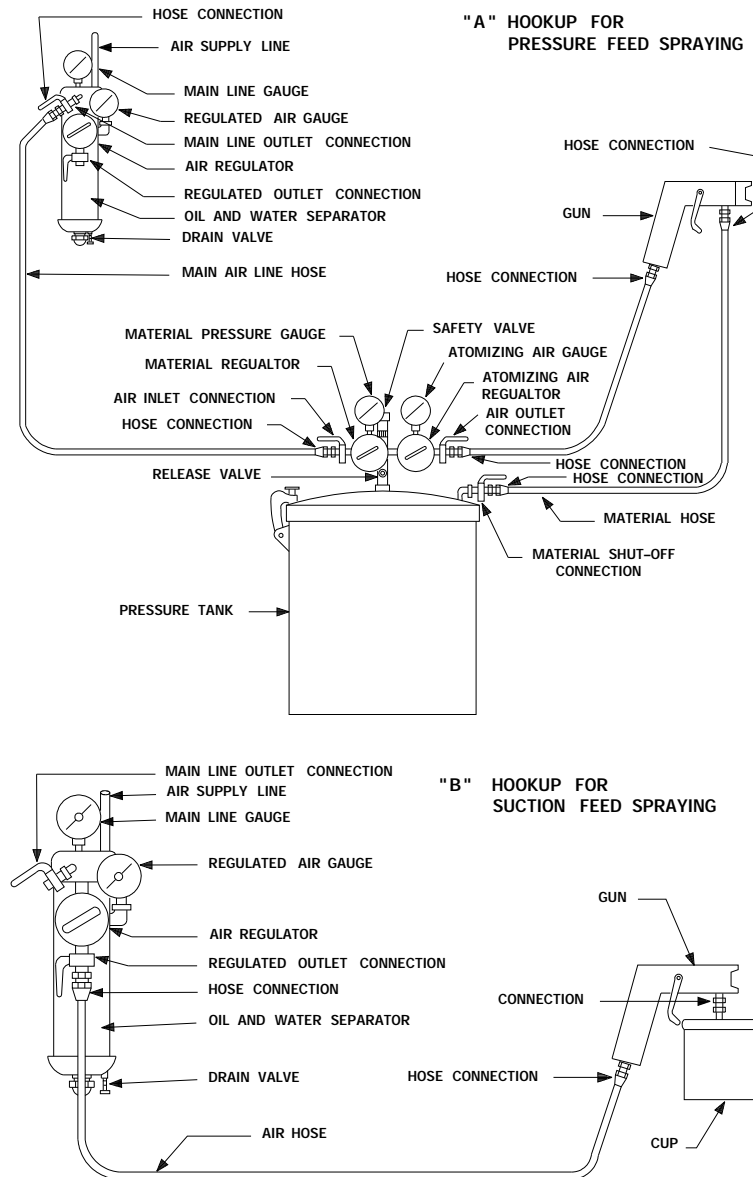 HOSE CONNECTION
AIR SUPPLY LINE
MAIN LINE GAUGE
REGULATED AIR GAUGE
MAIN LINE OUTLET CONNECTION
AIR REGULATOR
REGULATED OUTLET CONNECTION
OIL AND WATER SEPARATOR
DRAIN VALVE
MAIN AIR LINE HOSE
"A" HOOKUP FOR
PRESSURE FEED SPRAYING
HOSE CONNECTION
GUN
HOSE CONNECTION
MATERIAL PRESSURE GAUGE
MATERIAL REGUALTOR
AIR INLET CONNECTION
HOSE CONNECTION
RELEASE VALVE
SAFETY VALVE
ATOMIZING AIR GAUGE
ATOMIZING AIR
REGUALTOR
AIR OUTLET
CONNECTION
HOSE CONNECTION
HOSE CONNECTION
MATERIAL HOSE
MATERIAL SHUT-OFF
CONNECTION
PRESSURE TANK
MAIN LINE OUTLET CONNECTION
AIR SUPPLY LINE
MAIN LINE GAUGE
REGULATED AIR GAUGE
AIR REGULATOR
REGULATED OUTLET CONNECTION
HOSE CONNECTION
OIL AND WATER SEPARATOR
DRAIN VALVE
AIR HOSE
"B" HOOKUP FOR
SUCTION FEED SPRAYING
GUN
CONNECTION
HOSE CONNECTION
CUP